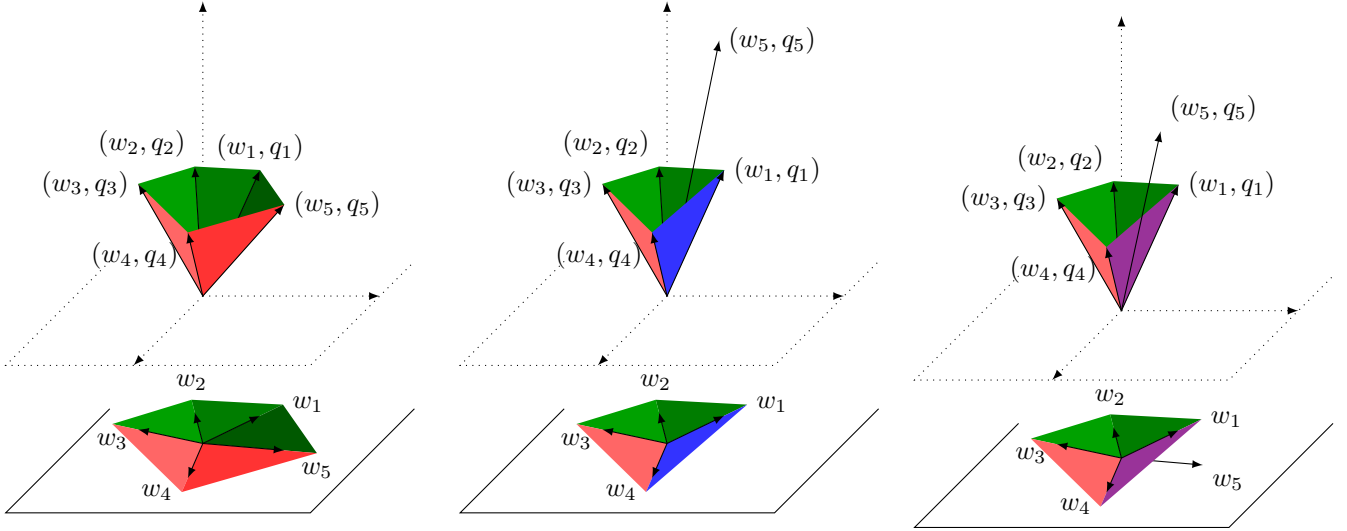 $(w_2, q_2)$
$(w_1, q_1)$
$(w_3, q_3)$
$(w_5, q_5)$
$(w_4, q_4)$
$w_2$
$w_1$
$w_3$
$w_5$
$w_4$
$(w_5, q_5)$
$(w_2, q_2)$
$(w_1, q_1)$
$(w_3, q_3)$
$(w_4, q_4)$
$w_2$
$w_1$
$w_3$
$w_4$
$(w_5, q_5)$
$(w_2, q_2)$
$(w_1, q_1)$
$(w_3, q_3)$
$(w_4, q_4)$
$w_2$
$w_1$
$w_3$
$w_5$
$w_4$